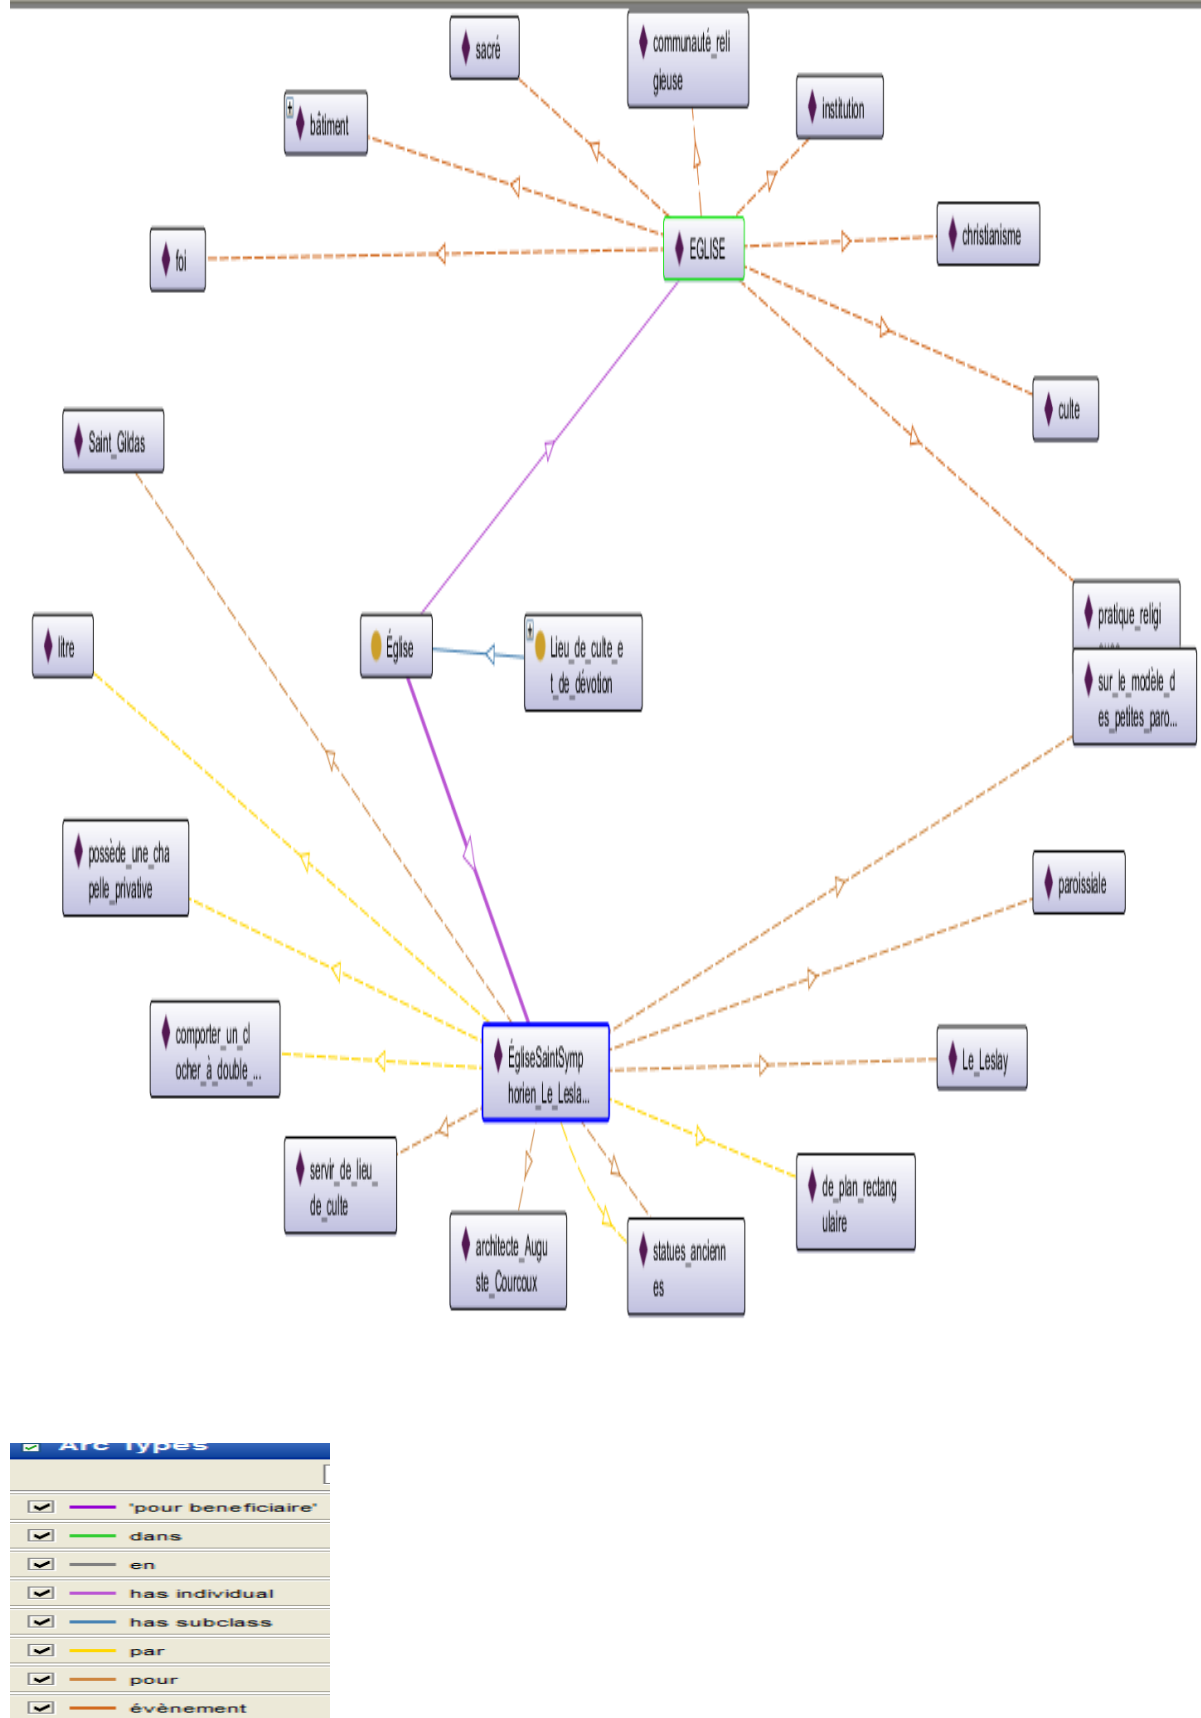 sacré
communauté_reli
gieuse
institution
bâtiment
christianisme
EGLISE
foi
culte
Saint_Gildas
pratique_religi
litre
Église
Lieu_de_culte_e
t_de_dévotion
sur_le_modèle_d
es_petites_paro...
possède_une_cha
pelle_privative
paroissiale
comporter_un_cl
ocher_à_double_...
ÉgliseSaintSymp
horien_Le_Lesla...
Le_Leslay
servir_de_lieu_
de_culte
de_plan_rectang
ulaire
architecte_Augu
ste_Courcoux
statues_ancienn
es
Arc Types
'pour beneficiaire'
dans
en
has individual
has subclass
par
pour
évènement